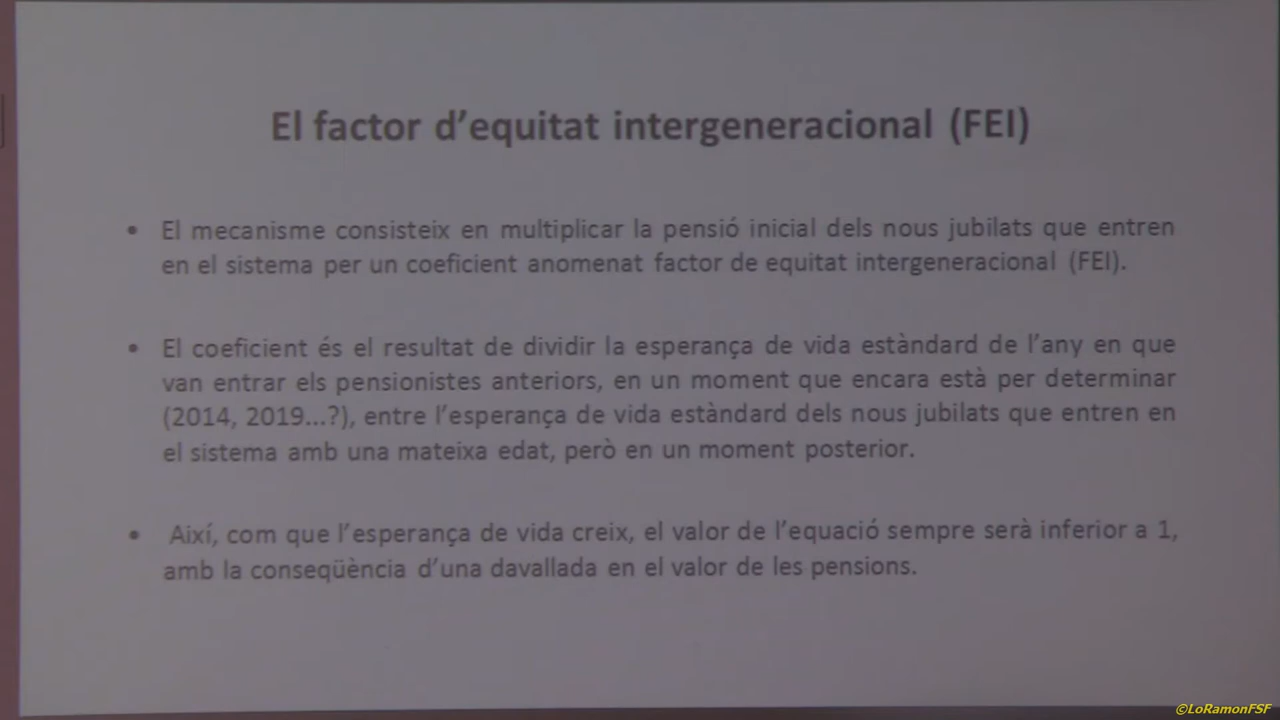 El factor d'equitat intergeneracional (FEI)
• El mecanisme consisteix en multiplicar la pensió inicial dels nous jubilats que entren
en el sistema per un coeficient anomenat factor de equitat intergeneracional (FEI).
• El coeficient és el resultat de dividir la esperança de vida estàndard de l'any en que
van entrar els pensionistes anteriors, en un moment que encara està per determinar
(2014, 2019...?), entre l'esperança de vida estàndard dels nous jubilats que entren en
el sistema amb una mateixa edat, però en un moment posterior.
• Així, com que l'esperança de vida creix, el valor de l'equació sempre serà inferior a 1,
amb la conseqüència d'una davallada en el valor de les pensions.
©LoRamonFSF